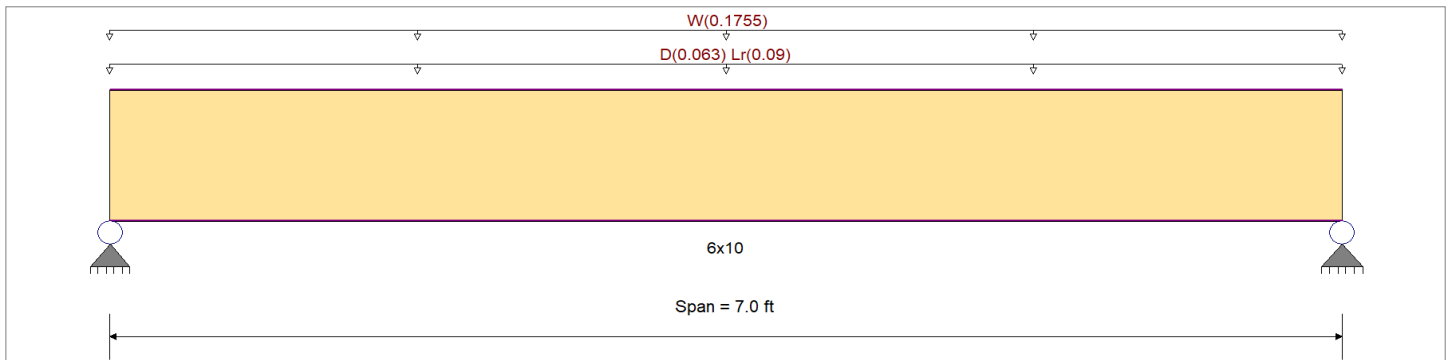 W(0.1755)
D(0.063) Lr(0.09)
6x10
Span = 7.0 ft